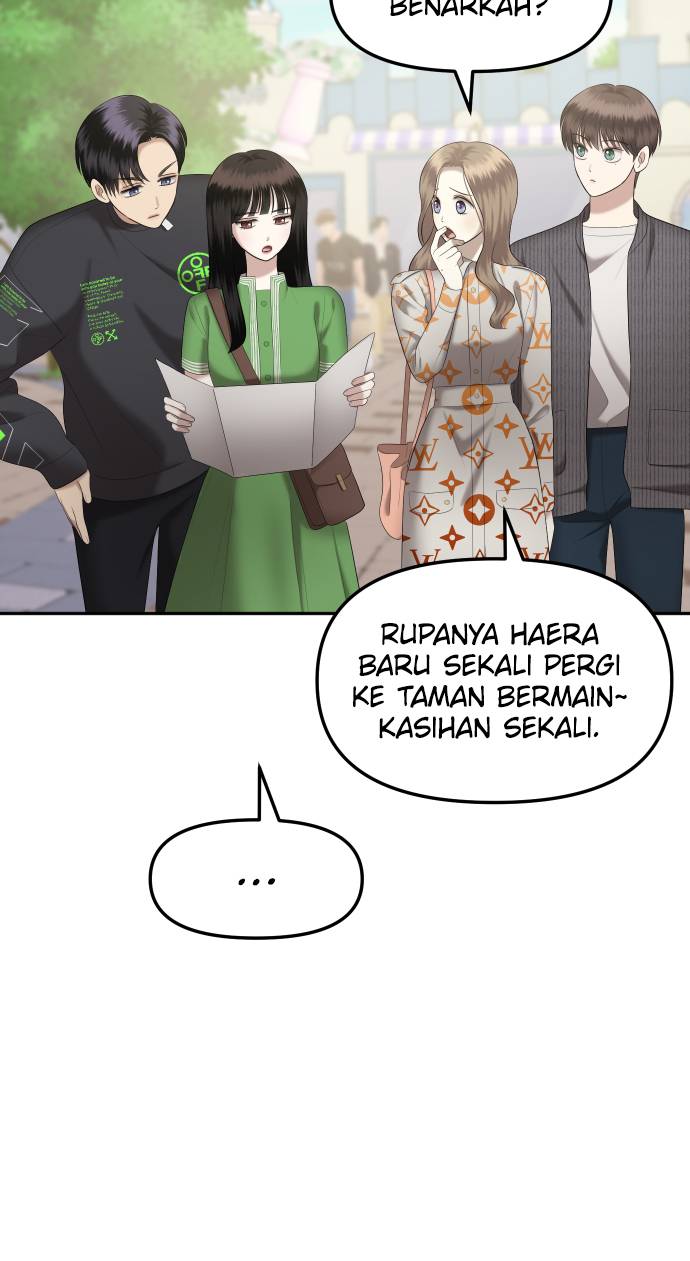 BENARKAH?
RUPANYA HAERA
BARU SEKALI PERGI
KE TAMAN BERMAIN~
KASIHAN SEKALI.
...